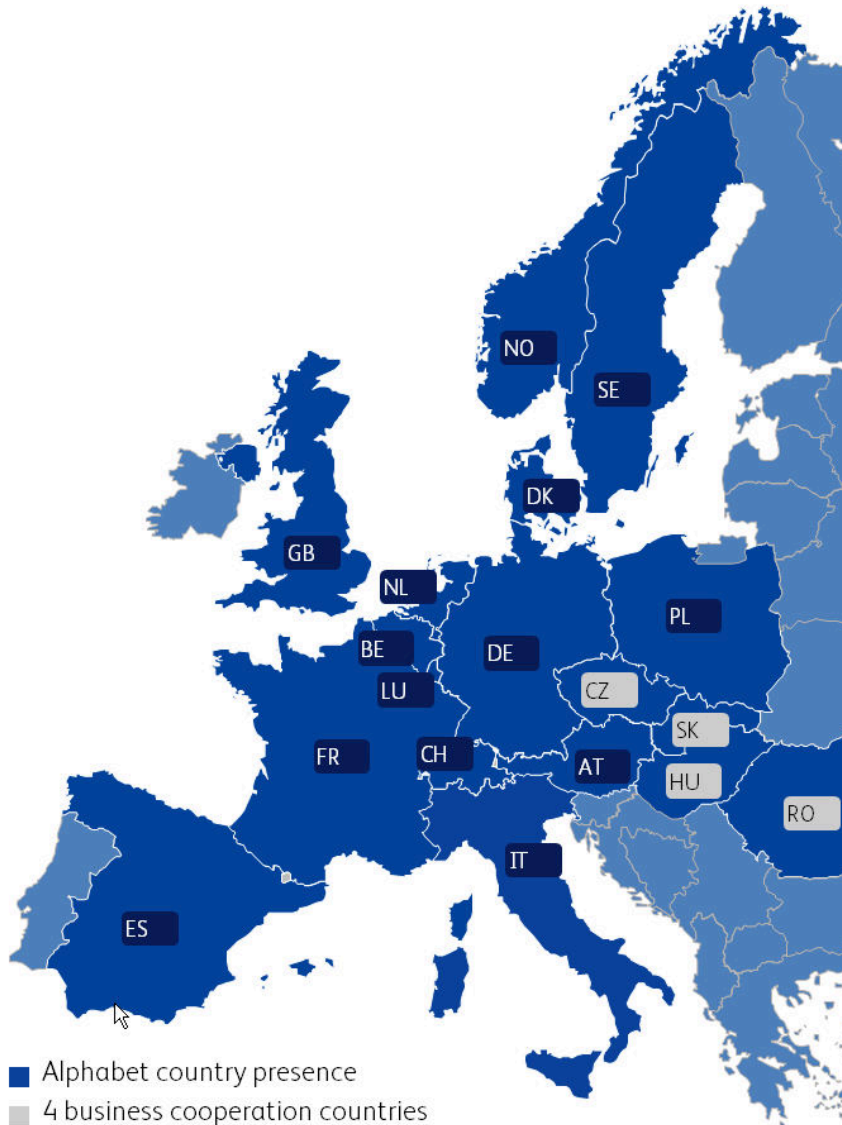 NO
SE
DK
GB
NL
PL
BE
DE
LU
CZ
SK
FR
CH
AT
HU
RO
IT
ES
Alphabet country presence
4 business cooperation countries